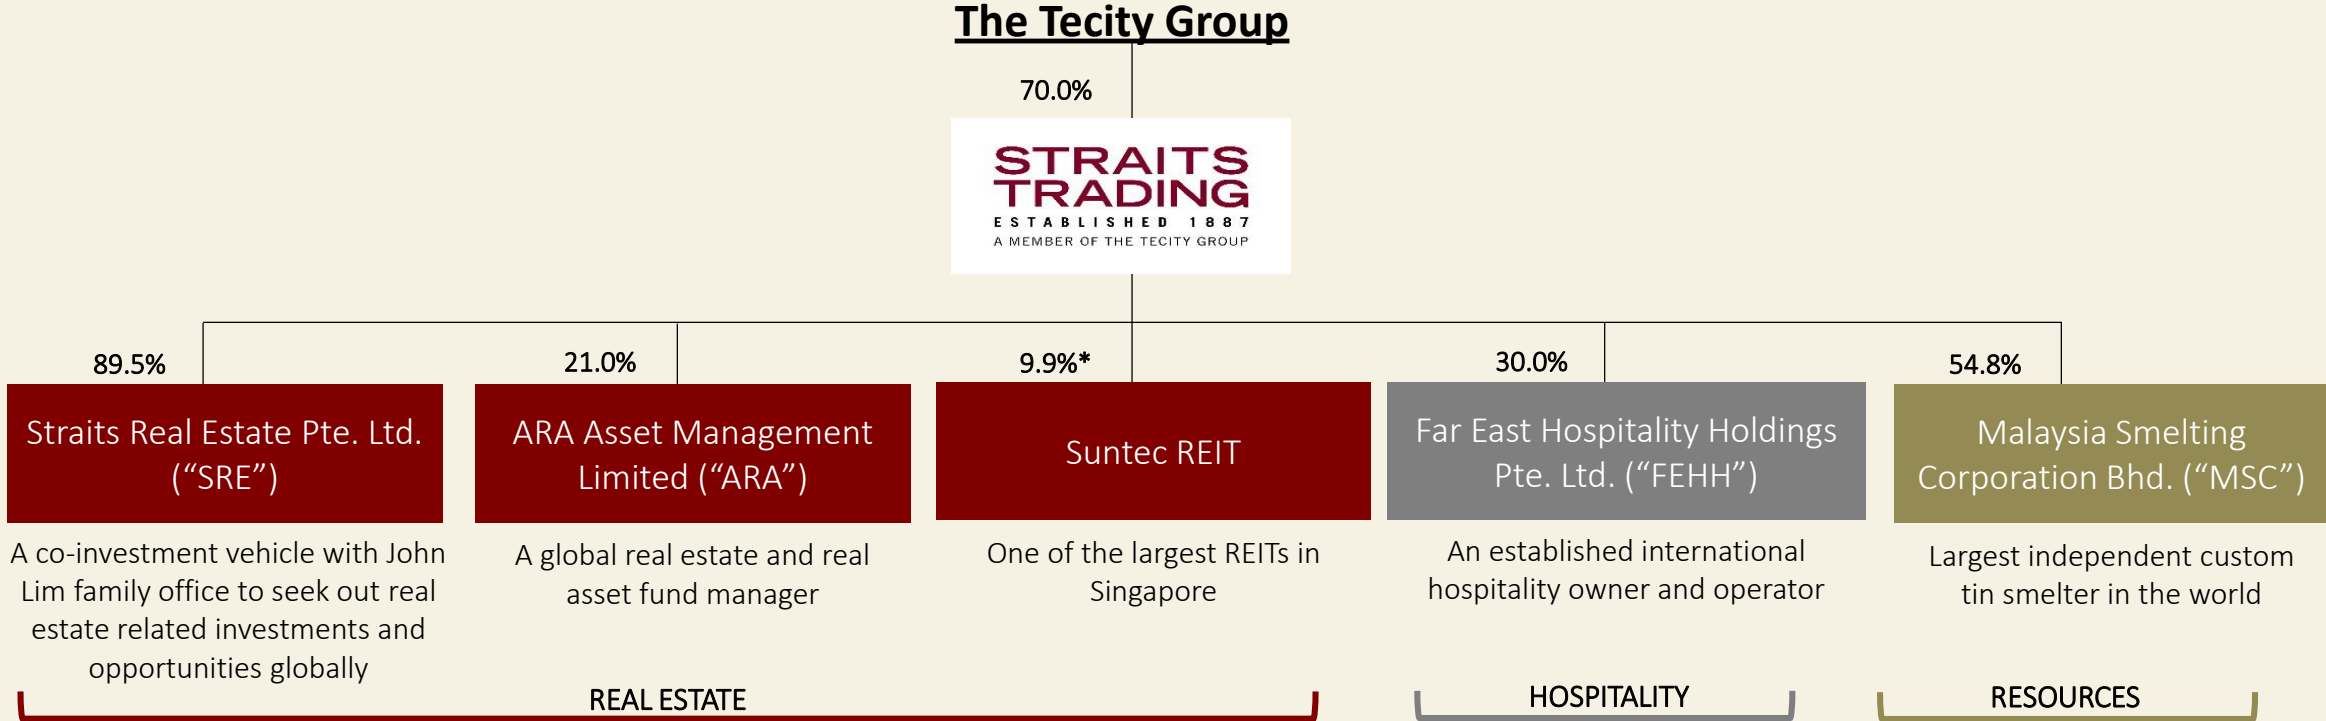 The Tecity Group
70.0%
STRAITS
TRADING
ESTABLISHED 1887
A MEMBER OF THE TECITY GROUP
89.5%
21.0%
9.9%*
30.0%
54.8%
Straits Real Estate Pte. Ltd.
(“SRE”)
ARA Asset Management
Limited (“ARA”)
Suntec REIT
Far East Hospitality Holdings
Pte. Ltd. (“FEHH”)
Malaysia Smelting
Corporation Bhd. (“MSC”)
A co-investment vehicle with John
Lim family office to seek out real
estate related investments and
opportunities globally
A global real estate and real
asset fund manager
One of the largest REITs in
Singapore
An established international
hospitality owner and operator
Largest independent custom
tin smelter in the world
REAL ESTATE
HOSPITALITY
RESOURCES